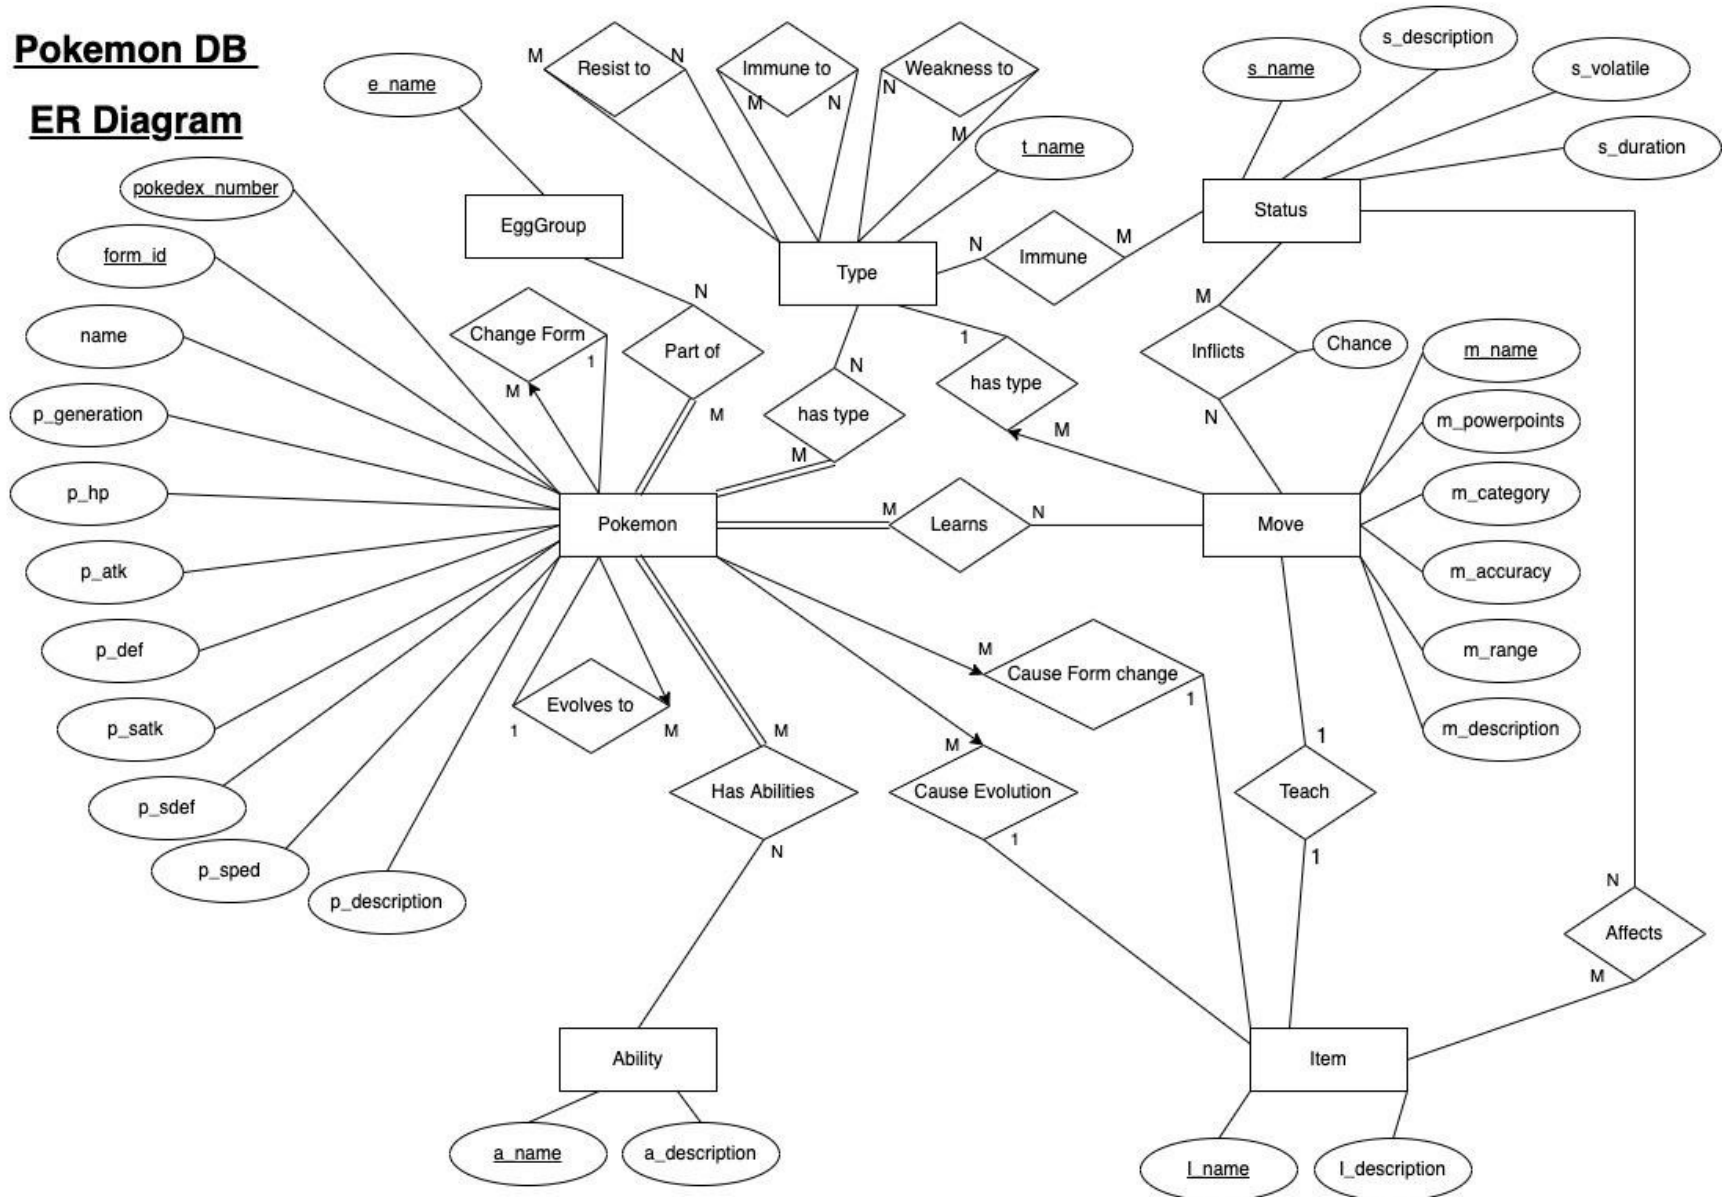 Pokemon DB
ER Diagram
e_name
M
Resist to
N
Immune to
M
N
Weakness to
N
M
t_name
s_name
s_description
s_volatile
s_duration
pokedex_number
form_id
name
p_generation
p_hp
p_atk
p_def
p_satk
p_sdef
p_sped
p_description
EggGroup
Type
Status
N
Immune
M
Change Form
1
M
N
Part of
M
N
has type
M
1
has type
M
M
Inflicts
N
Chance
m_name
m_powerpoints
m_category
m_accuracy
m_range
m_description
Pokemon
M
Learns
N
Move
Evolves to
1
M
M
Has Abilities
N
M
Cause Form change
1
M
Cause Evolution
1
1
Teach
1
N
Affects
M
Ability
Item
a_name
a_description
I_name
I_description